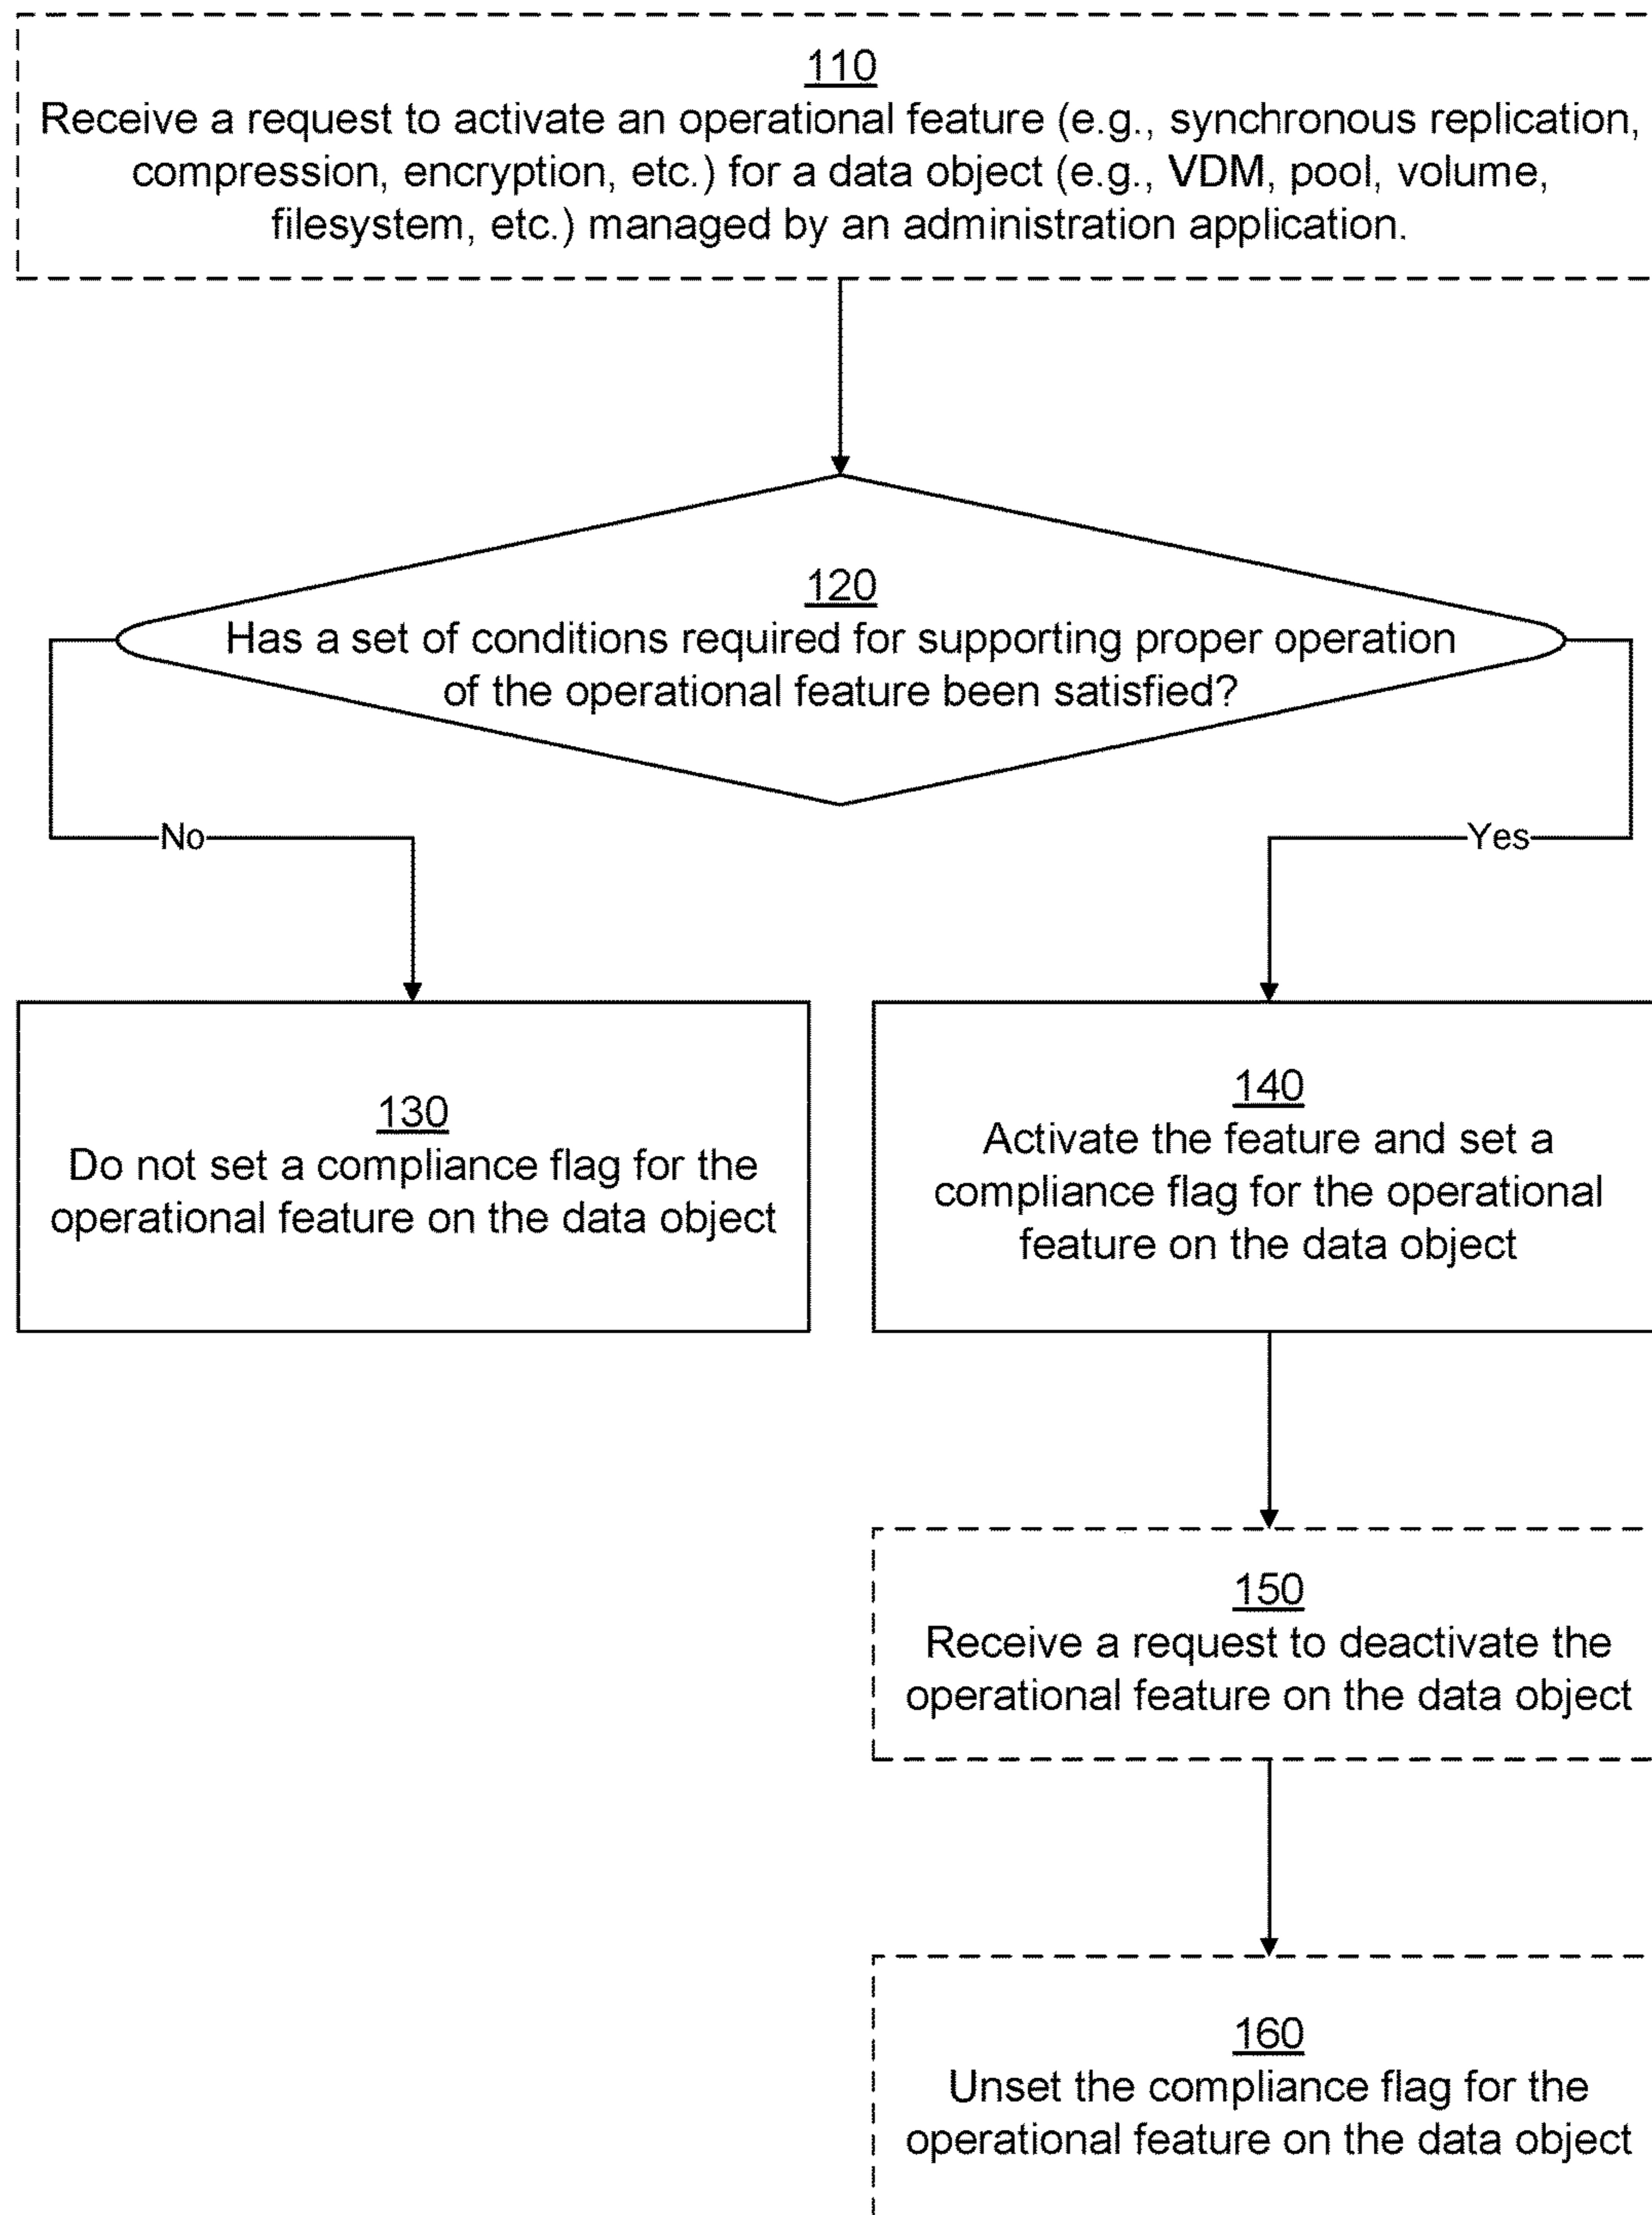 110
Receive a request to activate an operational feature (e.g., synchronous replication,
compression, encryption, etc.) for a data object (e.g., VDM, pool, volume,
filesystem, etc.) managed by an administration application.
120
Has a set of conditions required for supporting proper operation
of the operational feature been satisfied?
No
Yes
130
Do not set a compliance flag for the
operational feature on the data object
140
Activate the feature and set a
compliance flag for the operational
feature on the data object
150
Receive a request to deactivate the
operational feature on the data object
160
Unset the compliance flag for the
operational feature on the data object